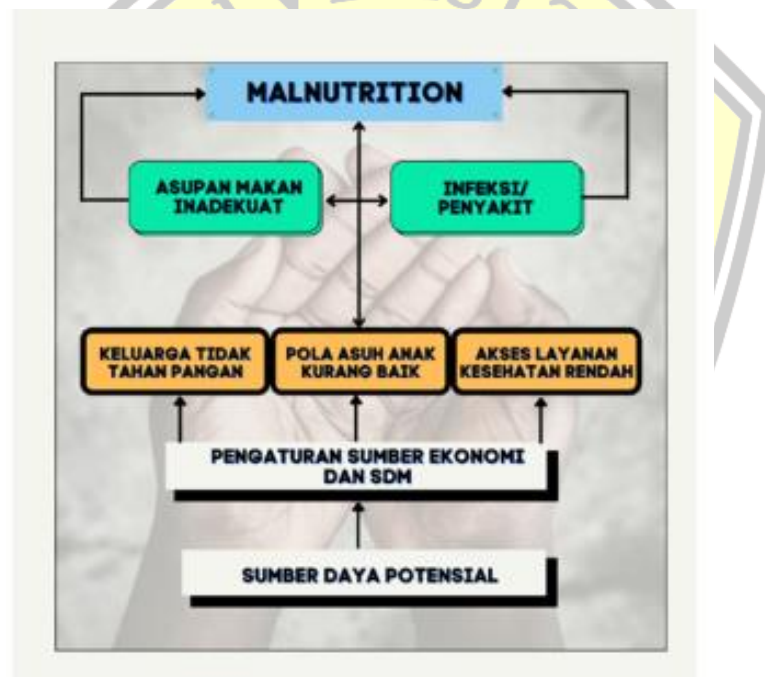 MALNUTRITION
ASUPAN MAKAN
INADEKUAT
INFEKSI/
PENYAKIT
KELUARGA TIDAK
TAHAN PANGAN
POLA ASUH ANAK
KURANG BAIK
AKSES LAYANAN
KESEHATAN RENDAH
PENGATURAN SUMBER EKONOMI
DAN SDM
SUMBER DAYA POTENSIAL